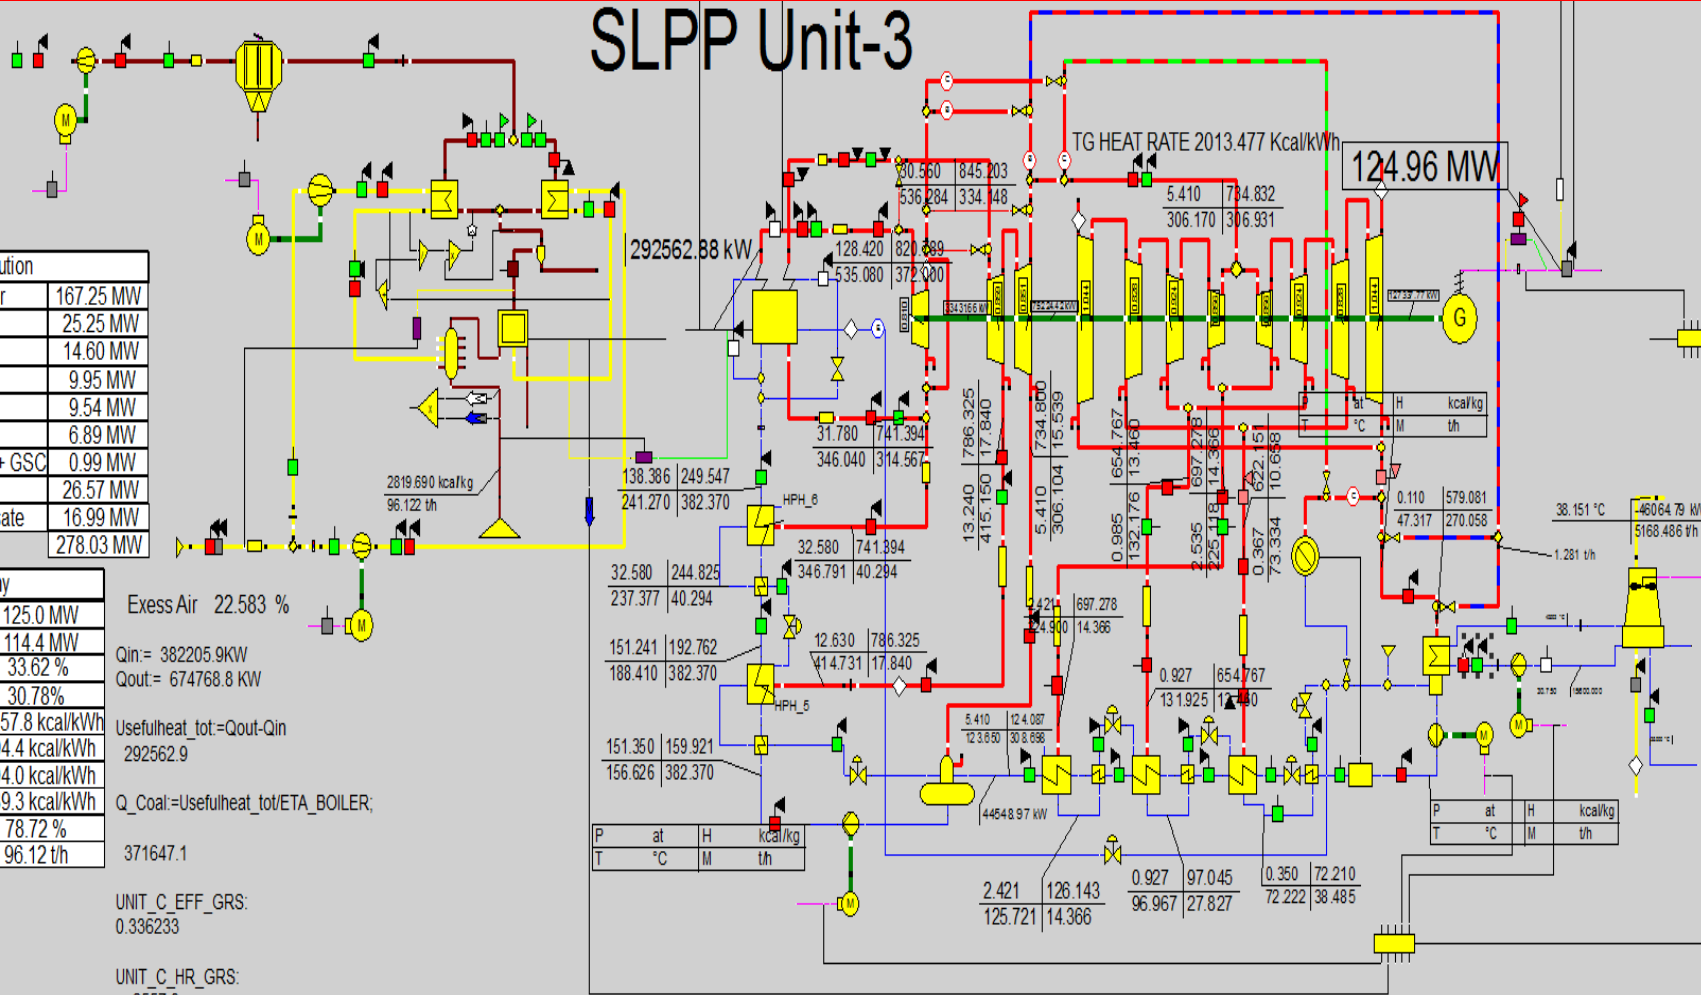 SLPP Unit-3
TG HEAT RATE 2013.477 Kcal/kWh
124.96 MW
292562.88 kW
ution
r 167.25 MW
25.25 MW
14.60 MW
9.95 MW
9.54 MW
6.89 MW
+ GSC 0.99 MW
26.57 MW
ate 16.99 MW
278.03 MW
y
125.0 MW
114.4 MW
33.62 %
30.78%
57.8 kcal/kWh
4.4 kcal/kWh
4.0 kcal/kWh
9.3 kcal/kWh
78.72 %
96.12 t/h
Exess Air 22.583 %
Qin:= 382205.9KW
Qout:= 674768.8 KW
Usefulheat_tot:=Qout-Qin
292562.9
Q_Coal:=Usefulheat_tot/ETA_BOILER;
371647.1
UNIT_C_EFF_GRS:
0.336233
UNIT_C_HR_GRS:
2819.690 kcal/kg
96.122 t/h
30.560 845.203
536.284 334.148
128.420
535.080 372.000
5.410 734.832
306.170 306.931
31.780 741.394
346.040 314.567
138.386 249.547
241.270 382.370
HPH_6
32.580 741.394
346.791 40.294
32.580 244.825
237.377 40.294
151.241 192.762
188.410 382.370
12.630 786.325
414.731 17.840
HPH_5
151.350 159.921
156.626 382.370
13.240 786.325
415.150 17.840
5.410 734.800
306.104 15.539
0.985 654.767
132.176 13.460
2.535 697.278
225.118 14.366
0.367 622.151
73.334 10.658
P at H kcal/kg
T °C M t/h
0.110 579.081
47.317 270.058
38.151 °C
-46064.79 kW
5168.486 t/h
1.281 t/h
2.421 697.278
14.366
0.927 654.767
131.925 13.460
5.410 124.087
123.650 308.698
44548.97 kW
P at H kcal/kg
T °C M t/h
P at H kcal/kg
T °C M t/h
2.421 126.143
125.721 14.366
0.927 97.045
96.967 27.827
0.350 72.210
72.222 38.485
M
M
M
M
M
M
M
G